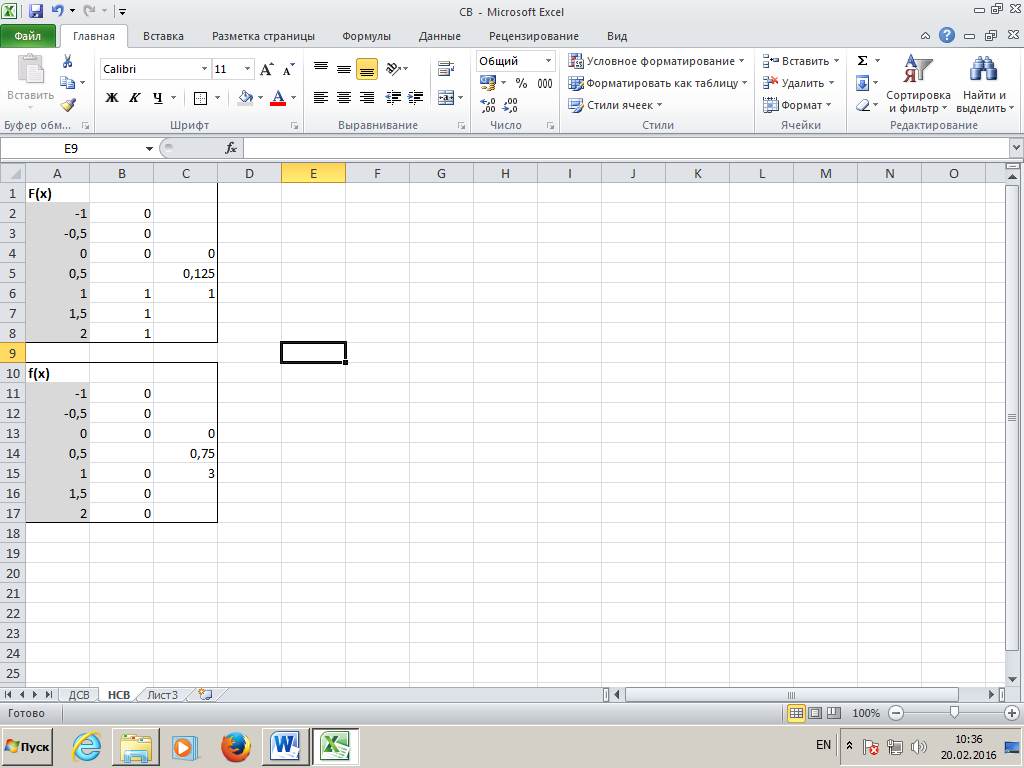 СВ - Microsoft Excel
Файл Главная Вставка Разметка страницы Формулы Данные Рецензирование Вид
Вставить
Calibri 11
Ж К Ч
Общий
% 000
Условное форматирование
Форматировать как таблицу
Стили ячеек
Вставить
Удалить
Формат
Σ
Сортировка и фильтр
Найти и выделить
Буфер обм... Шрифт Выравнивание Число Стили Ячейки Редактирование
E9 fx
A B C D E F G H I J K L M N O
1 F(x)
2 -1 0
3 -0,5 0
4 0 0 0
5 0,5 0,125
6 1 1 1
7 1,5 1
8 2 1
9
10 f(x)
11 -1 0
12 -0,5 0
13 0 0 0
14 0,5 0,75
15 1 0 3
16 1,5 0
17 2 0
18
19
20
21
22
23
24
25
ДСВ НСВ Лист3
Готово 100%
Пуск EN 10:36
20.02.2016